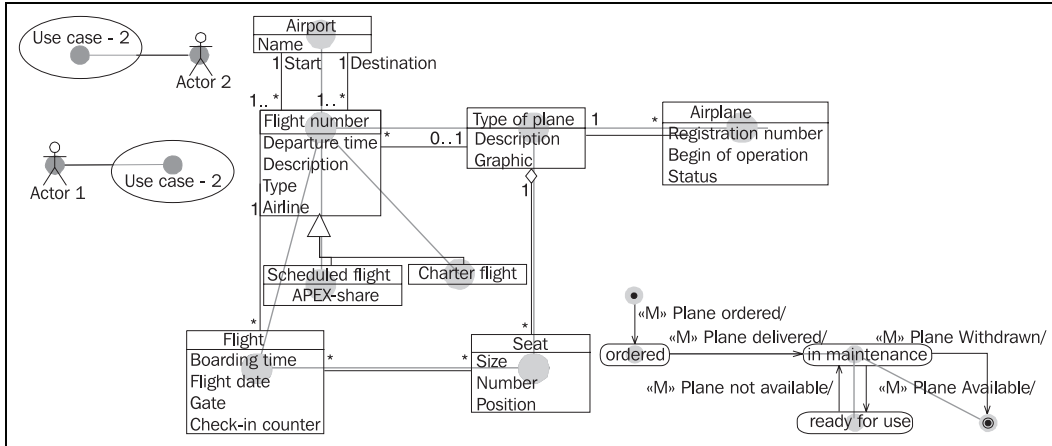 Use case - 2
Actor 2
Actor 1
Use case - 2
Airport
Name
1 Start
1 Destination
1.. *
1.. *
Flight number
Departure time
Description
Type
Airline
*
0..1
Type of plane
Description
Graphic
1
*
Airplane
Registration number
Begin of operation
Status
1
1
Scheduled flight
APEX-share
Charter flight
*
Flight
Boarding time
Flight date
Gate
Check-in counter
*
*
*
Seat
Size
Number
Position
«M» Plane ordered/
«M» Plane delivered/
«M» Plane Withdrawn/
ordered
in maintenance
«M» Plane not available/
«M» Plane Available/
ready for use